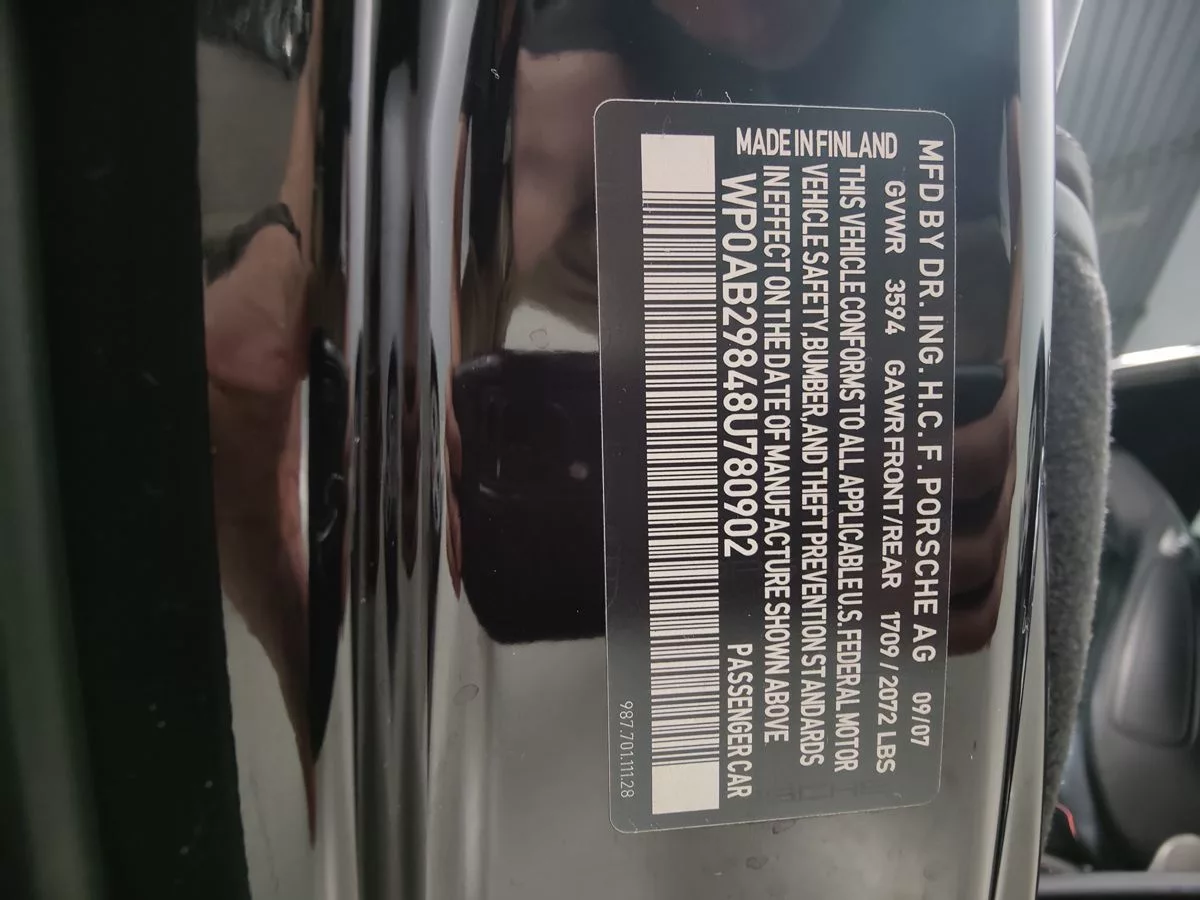 MFD BY DR. ING. H.C. F. PORSCHE AG 09/07
GVWR 3594 GAWR FRONT/REAR 1709 / 2072 LBS
THIS VEHICLE CONFORMS TO ALL APPLICABLE U.S. FEDERAL MOTOR
VEHICLE SAFETY, BUMBER, AND THEFT PREVENTION STANDARDS
IN EFFECT ON THE DATE OF MANUFACTURE SHOWN ABOVE
MADE IN FINLAND
WP0AB29848U780902 PASSENGER CAR
987.701.111.28